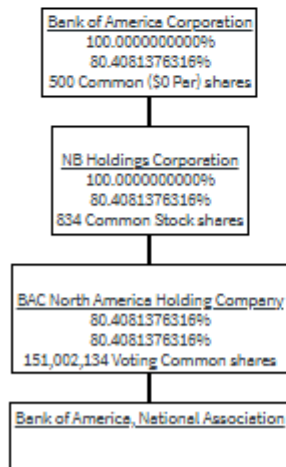 Bank of America Corporation
100.0000000000%
80.4081376316%
500 Common ($0 Par) shares
NB Holdings Corporation
100.0000000000%
80.4081376316%
834 Common Stock shares
BAC North America Holding Company
80.4081376316%
80.4081376316%
151,002,134 Voting Common shares
Bank of America, National Association